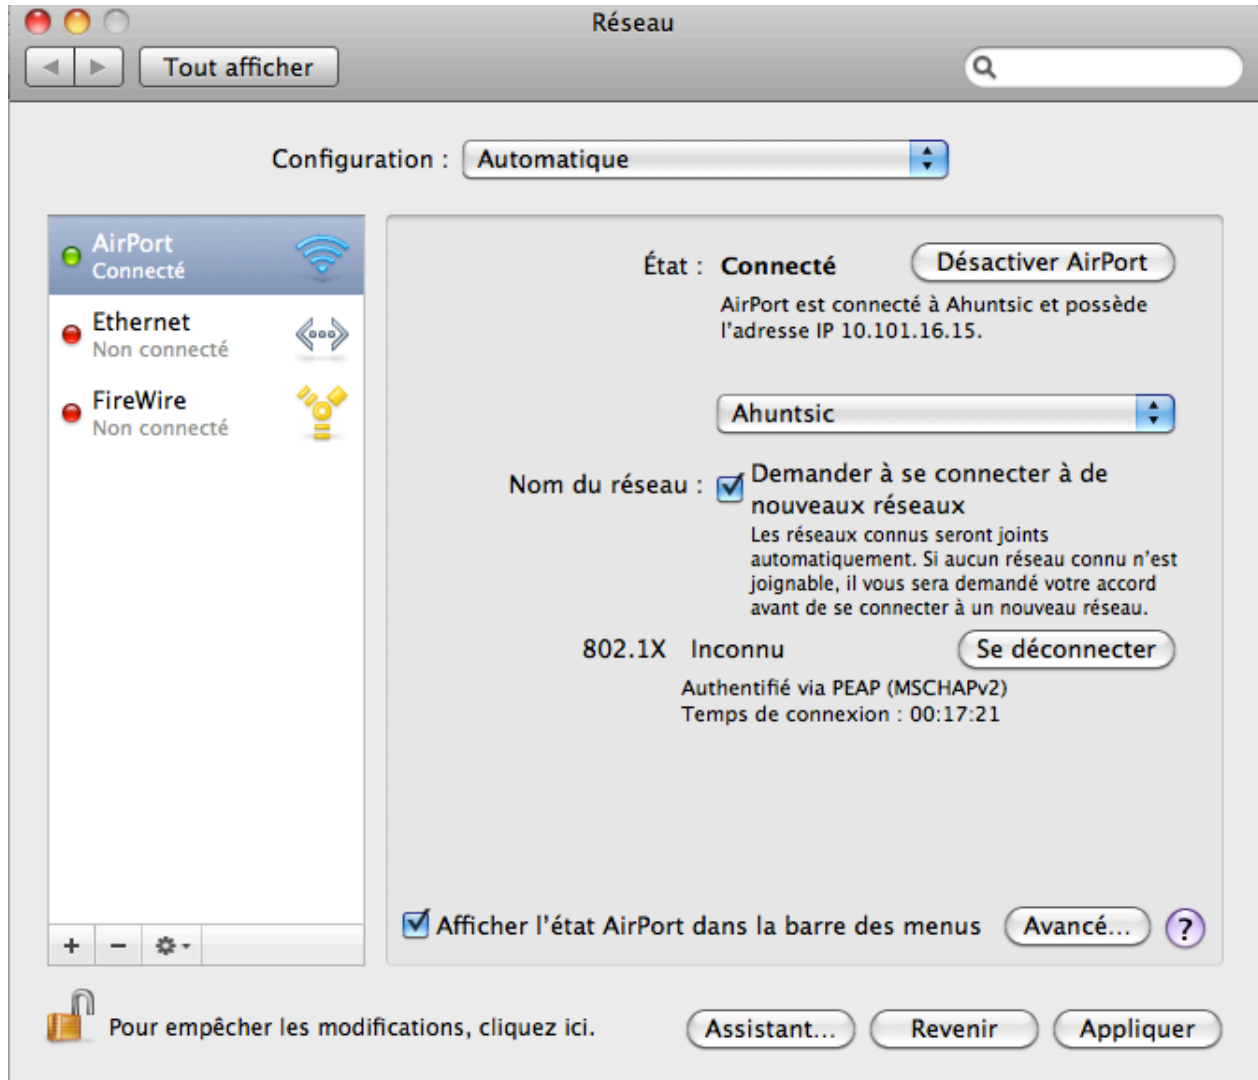 Réseau
Tout afficher
Configuration : Automatique
AirPort
Connecté
Ethernet
Non connecté
FireWire
Non connecté
État : Connecté Désactiver AirPort
AirPort est connecté à Ahuntsic et possède
l'adresse IP 10.101.16.15.
Ahuntsic
Nom du réseau : Demander à se connecter à de
nouveaux réseaux
Les réseaux connus seront joints
automatiquement. Si aucun réseau connu n'est
joignable, il vous sera demandé votre accord
avant de se connecter à un nouveau réseau.
802.1X Inconnu Se déconnecter
Authentifié via PEAP (MSCHAPv2)
Temps de connexion : 00:17:21
Afficher l'état AirPort dans la barre des menus Avancé... ?
+ −
Pour empêcher les modifications, cliquez ici. Assistant... Revenir Appliquer